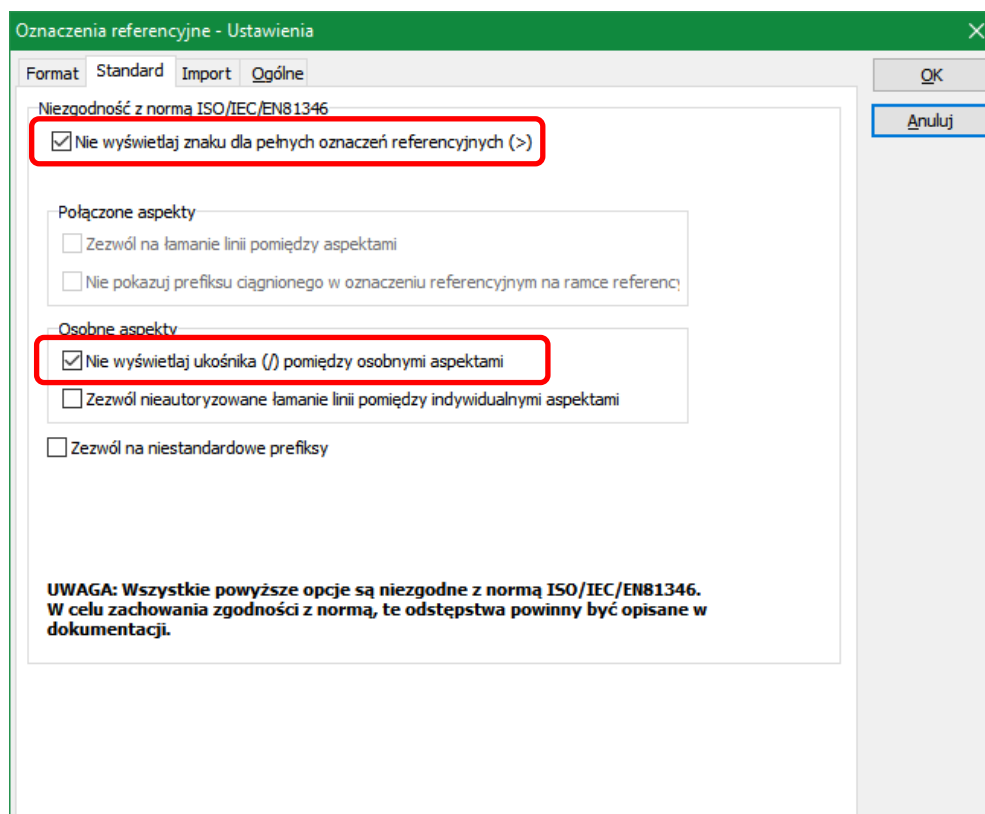 Oznaczenia referencyjne - Ustawienia
Format Standard Import Ogólne
OK
Anuluj
Niezgodność z normą ISO/IEC/EN81346
Nie wyświetlaj znaku dla pełnych oznaczeń referencyjnych (>)
Połączone aspekty
Zezwól na łamanie linii pomiędzy aspektami
Nie pokazuj prefiksu ciągnionego w oznaczeniu referencyjnym na ramce referency
Osobne aspekty
Nie wyświetlaj ukośnika (/) pomiędzy osobnymi aspektami
Zezwól nieautoryzowane łamanie linii pomiędzy indywidualnymi aspektami
Zezwól na niestandardowe prefiksy
UWAGA: Wszystkie powyższe opcje są niezgodne z normą ISO/IEC/EN81346.
W celu zachowania zgodności z normą, te odstępstwa powinny być opisane w
dokumentacji.